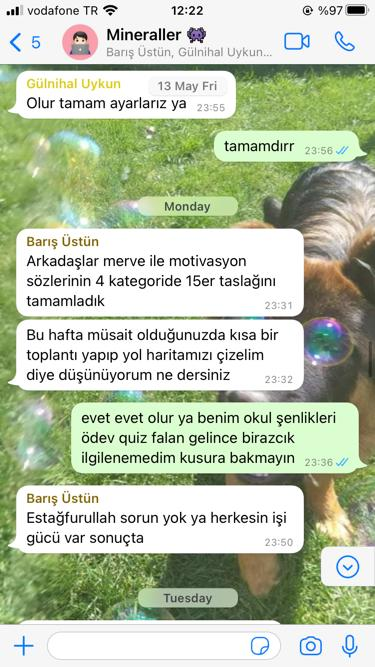 vodafone TR 12:22 %97
5 Mineraller
Barış Üstün, Gülnihal Uykun...
13 May Fri
Gülnihal Uykun
Olur tamam ayarlarız ya 23:55
tamamdırr 23:56
Monday
Barış Üstün
Arkadaşlar merve ile motivasyon
sözlerinin 4 kategoride 15er taslağını
tamamladık
23:31
Bu hafta müsait olduğunuzda kısa bir
toplantı yapıp yol haritamızı çizelim
diye düşünüyorum ne dersiniz 23:32
evet evet olur ya benim okul şenlikleri
ödev quiz falan gelince birazcık
ilgilenemedim kusura bakmayın 23:36
Barış Üstün
Estağfurullah sorun yok ya herkesin işi
gücü var sonuçta 23:50
Tuesday